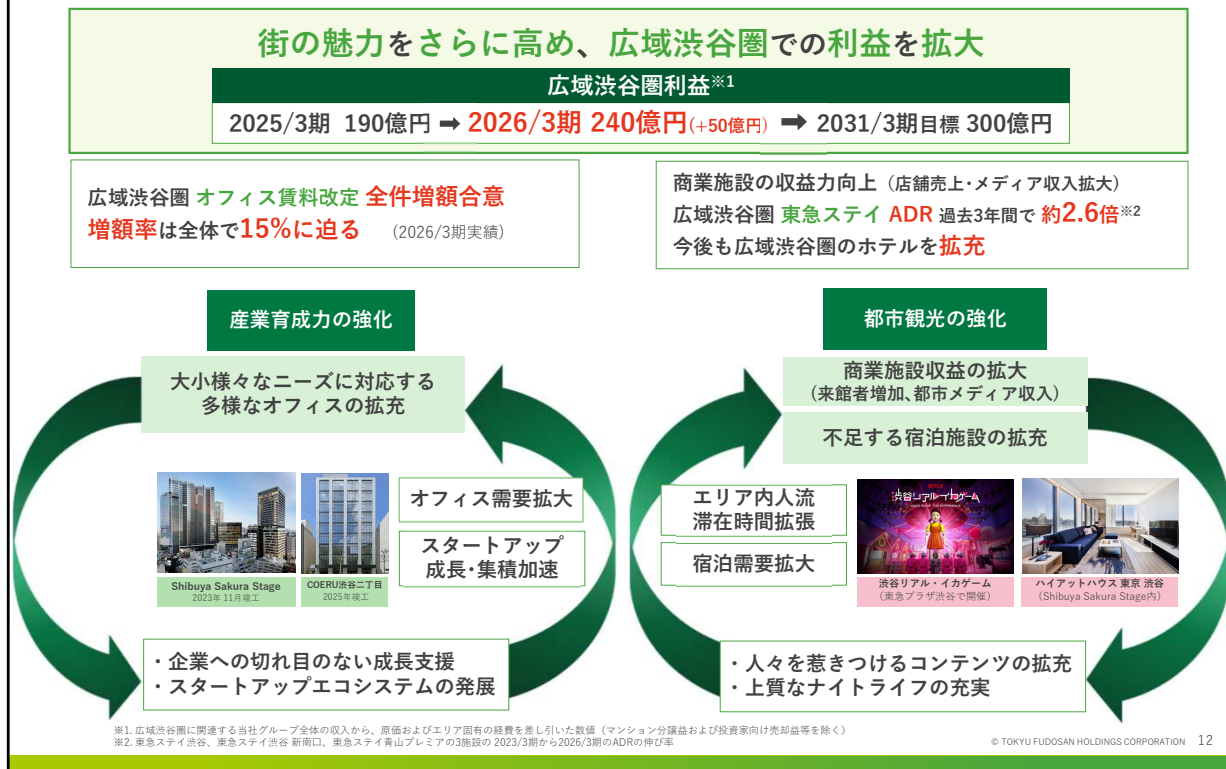 街の魅力をさらに高め、広域渋谷圏での利益を拡大
広域渋谷圏利益※1
2025/3期 190億円 ➡ 2026/3期 240億円(+50億円) ➡ 2031/3期目標 300億円
広域渋谷圏 オフィス賃料改定 全件増額合意
増額率は全体で15%に迫る (2026/3期実績)
商業施設の収益力向上（店舗売上・メディア収入拡大）
広域渋谷圏 東急ステイ ADR 過去3年間で 約2.6倍※2
今後も広域渋谷圏のホテルを拡充
産業育成力の強化
大小様々なニーズに対応する
多様なオフィスの拡充
オフィス需要拡大
スタートアップ
成長・集積加速
Shibuya Sakura Stage
2023年 11月竣工
COERU渋谷二丁目
2025年竣工
・企業への切れ目のない成長支援
・スタートアップエコシステムの発展
都市観光の強化
商業施設収益の拡大
(来館者増加、都市メディア収入)
不足する宿泊施設の拡充
エリア内人流
滞在時間拡張
宿泊需要拡大
NETFLIX
渋谷リアルイカゲーム
渋谷リアル・イカゲーム
（東急プラザ渋谷で開催）
ハイアットハウス 東京 渋谷
（Shibuya Sakura Stage内）
・人々を惹きつけるコンテンツの拡充
・上質なナイトライフの充実
※1. 広域渋谷圏に関連する当社グループ全体の収入から、原価およびエリア固有の経費を差し引いた数値（マンション分譲益および投資家向け売却益等を除く）
※2. 東急ステイ渋谷、東急ステイ渋谷 新南口、東急ステイ青山プレミアの3施設の 2023/3期から2026/3期のADRの伸び率
© TOKYU FUDOSAN HOLDINGS CORPORATION 12